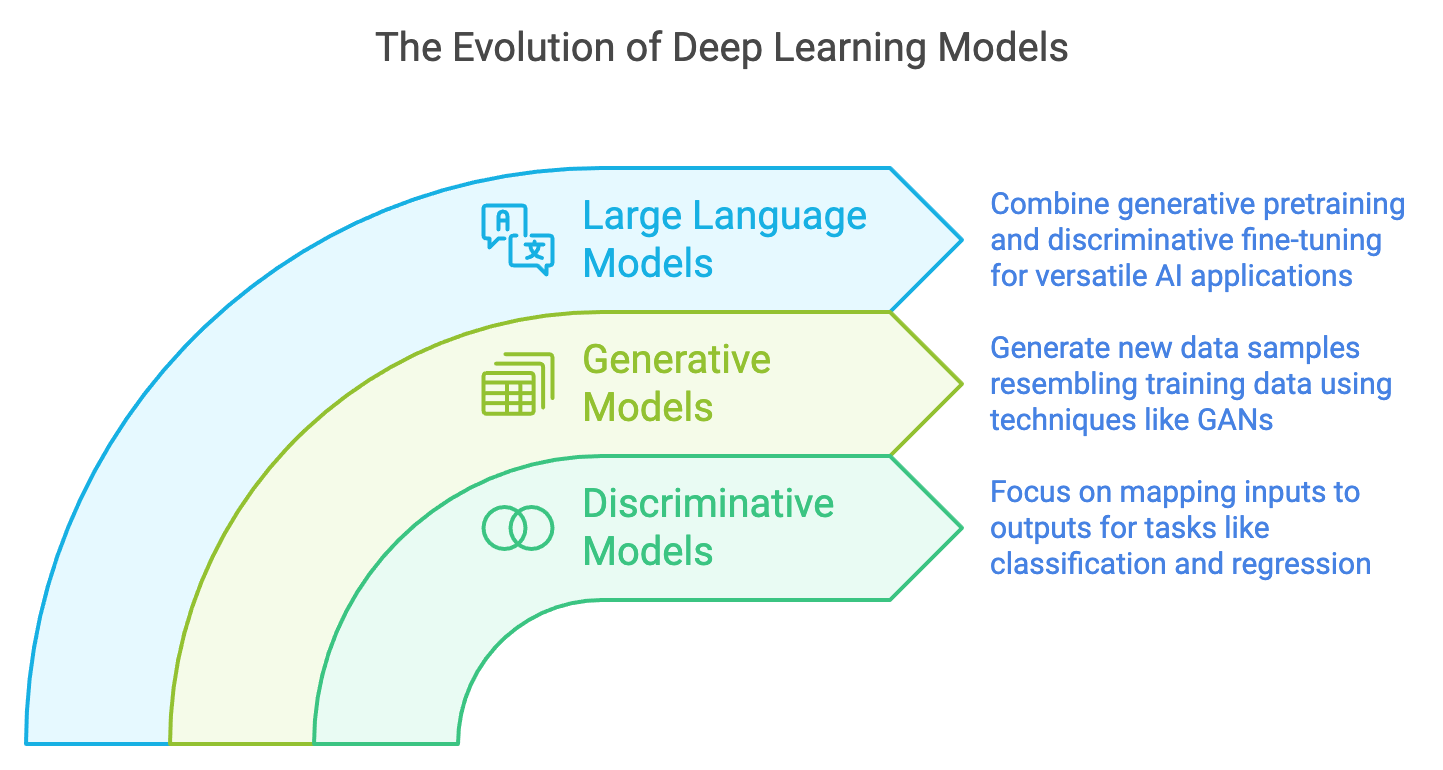 The Evolution of Deep Learning Models
A
文
Large Language
Models
Combine generative pretraining
and discriminative fine-tuning
for versatile AI applications
Generative
Models
Generate new data samples
resembling training data using
techniques like GANs
Discriminative
Models
Focus on mapping inputs to
outputs for tasks like
classification and regression